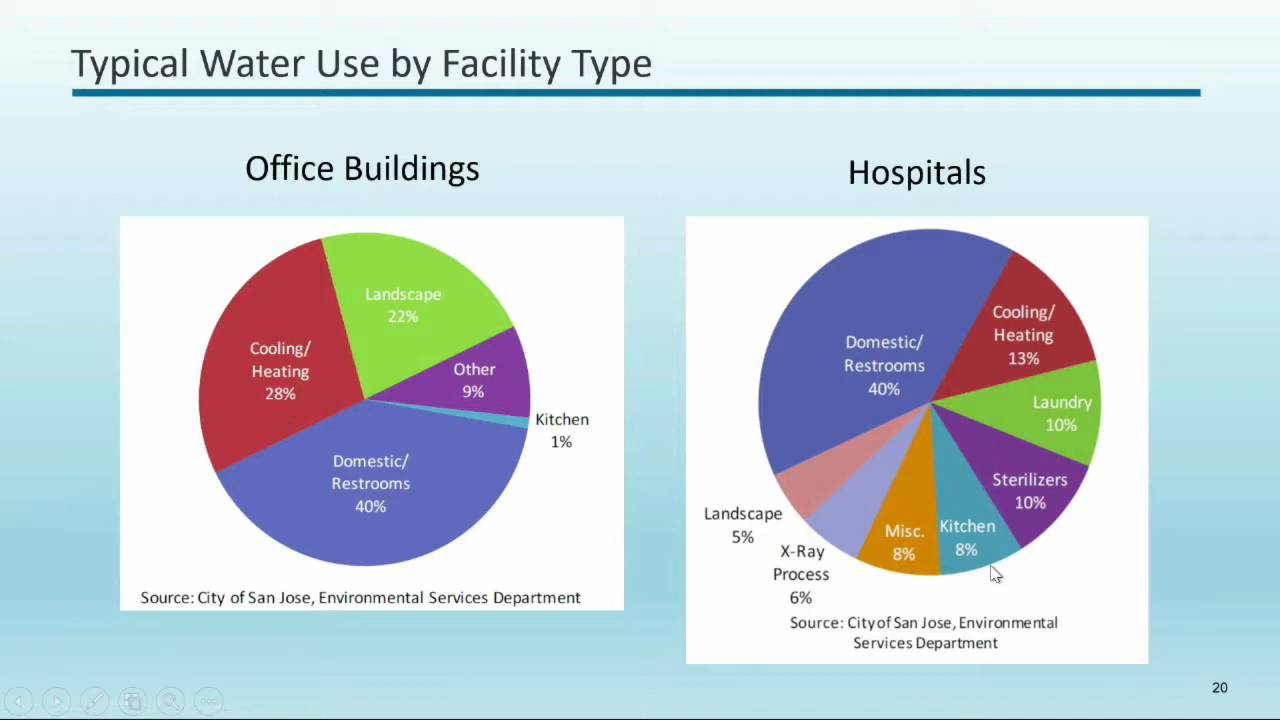 Typical Water Use by Facility Type
Office Buildings
Landscape
22%
Cooling/
Heating
28%
Other
9%
Kitchen
1%
Domestic/
Restrooms
40%
Source: City of San Jose, Environmental Services Department
Hospitals
Domestic/
Restrooms
40%
Cooling/
Heating
13%
Laundry
10%
Sterilizers
10%
Kitchen
8%
Misc.
8%
X-Ray
Process
6%
Landscape
5%
Source: City of San Jose, Environmental
Services Department
20